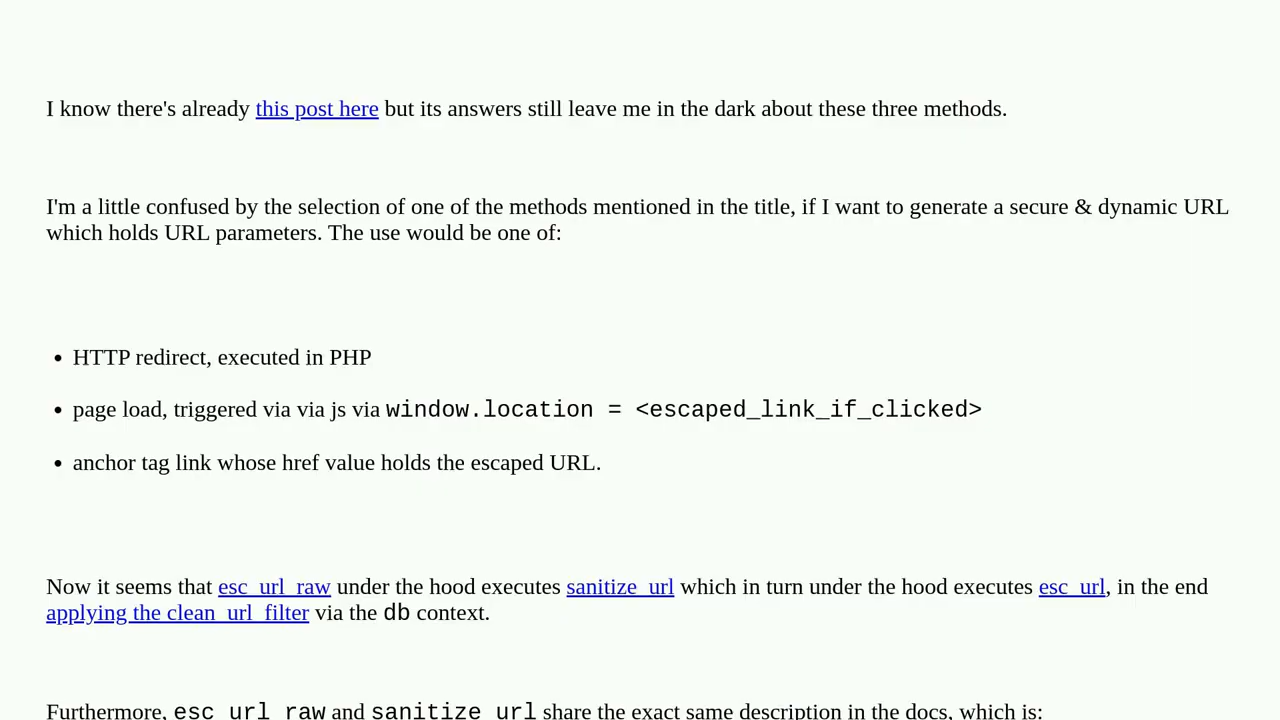 I know there's already this post here but its answers still leave me in the dark about these three methods.
I'm a little confused by the selection of one of the methods mentioned in the title, if I want to generate a secure & dynamic URL
which holds URL parameters. The use would be one of:
• HTTP redirect, executed in PHP
• page load, triggered via via js via window.location = <escaped_link_if_clicked>
• anchor tag link whose href value holds the escaped URL.
Now it seems that esc_url_raw under the hood executes sanitize_url which in turn under the hood executes esc_url, in the end
applying the clean_url_filter via the db context.
Furthermore, esc_url_raw and sanitize_url share the exact same description in the docs, which is: